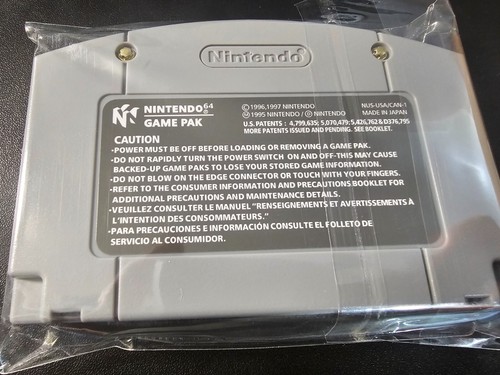 Nintendo
NINTENDO 64
GAME PAK
© 1996,1997 NINTENDO
Ⓜ 1995 NINTENDO / Ⓒ NINTENDO
NUS-USA/CAN-1
MADE IN JAPAN
U.S. PATENTS : 4,799,635; 5,070,479; 5,426,762 & D376,795
MORE PATENTS ISSUED AND PENDING. SEE BOOKLET.
CAUTION
•POWER MUST BE OFF BEFORE LOADING OR REMOVING A GAME PAK.
•DO NOT RAPIDLY TURN THE POWER SWITCH ON AND OFF-THIS MAY CAUSE
BACKED-UP GAME PAKS TO LOSE YOUR STORED GAME INFORMATION.
•DO NOT BLOW ON THE EDGE CONNECTOR OR TOUCH WITH YOUR FINGERS.
•REFER TO THE CONSUMER INFORMATION AND PRECAUTIONS BOOKLET FOR
ADDITIONAL PRECAUTIONS AND MAINTENANCE DETAILS.
•VEUILLEZ CONSULTER LE MANUEL "RENSEIGNEMENTS ET AVERTISSEMENTS À
L'INTENTION DES CONSOMMATEURS."
•PARA PRECAUCIONES E INFORMACIÓN CONSULTE EL FOLLETO DE
SERVICIO AL CONSUMIDOR.